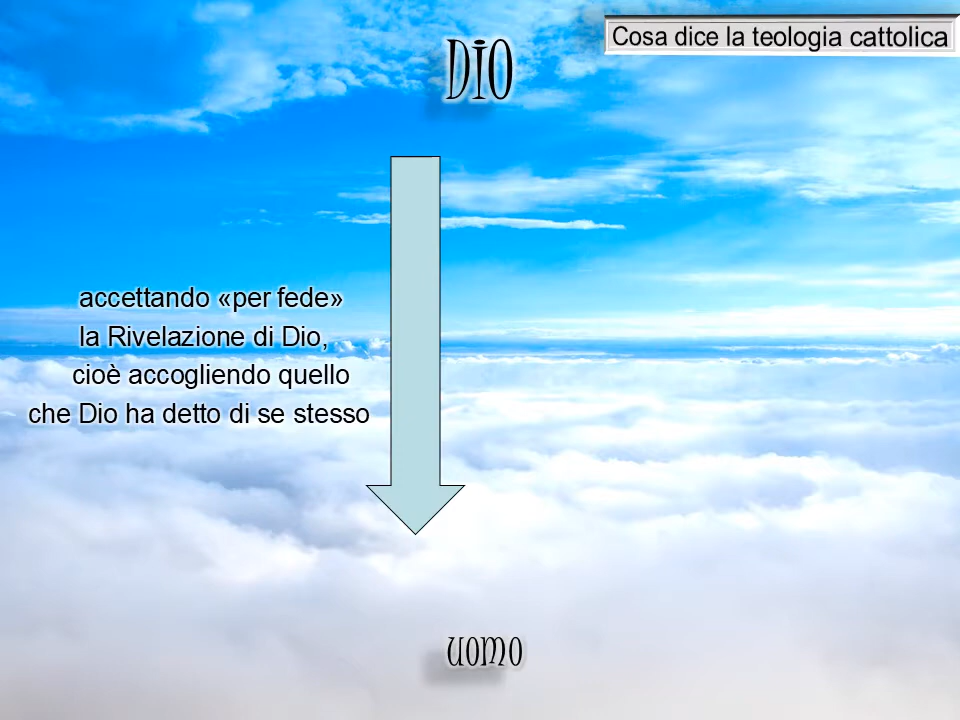 Cosa dice la teologia cattolica
DiO
accettando «per fede»
la Rivelazione di Dio,
cioè accogliendo quello
che Dio ha detto di se stesso
uomo